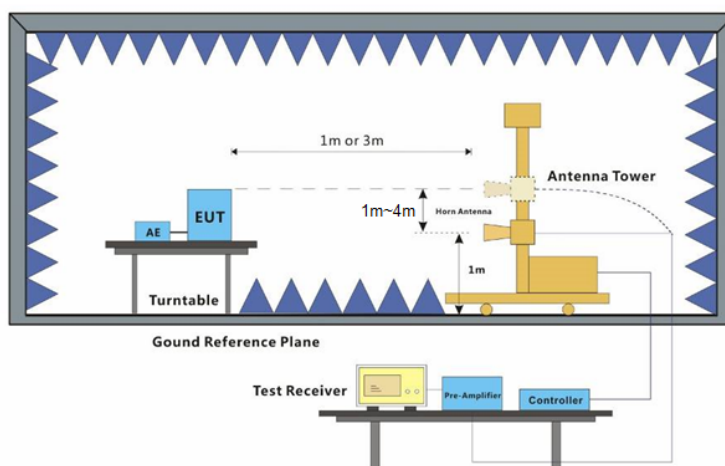 1m or 3m
Antenna Tower
1m~4m
Horn Antenna
EUT
AE
1m
Turntable
Gound Reference Plane
Test Receiver
Pre-Amplifier
Controller